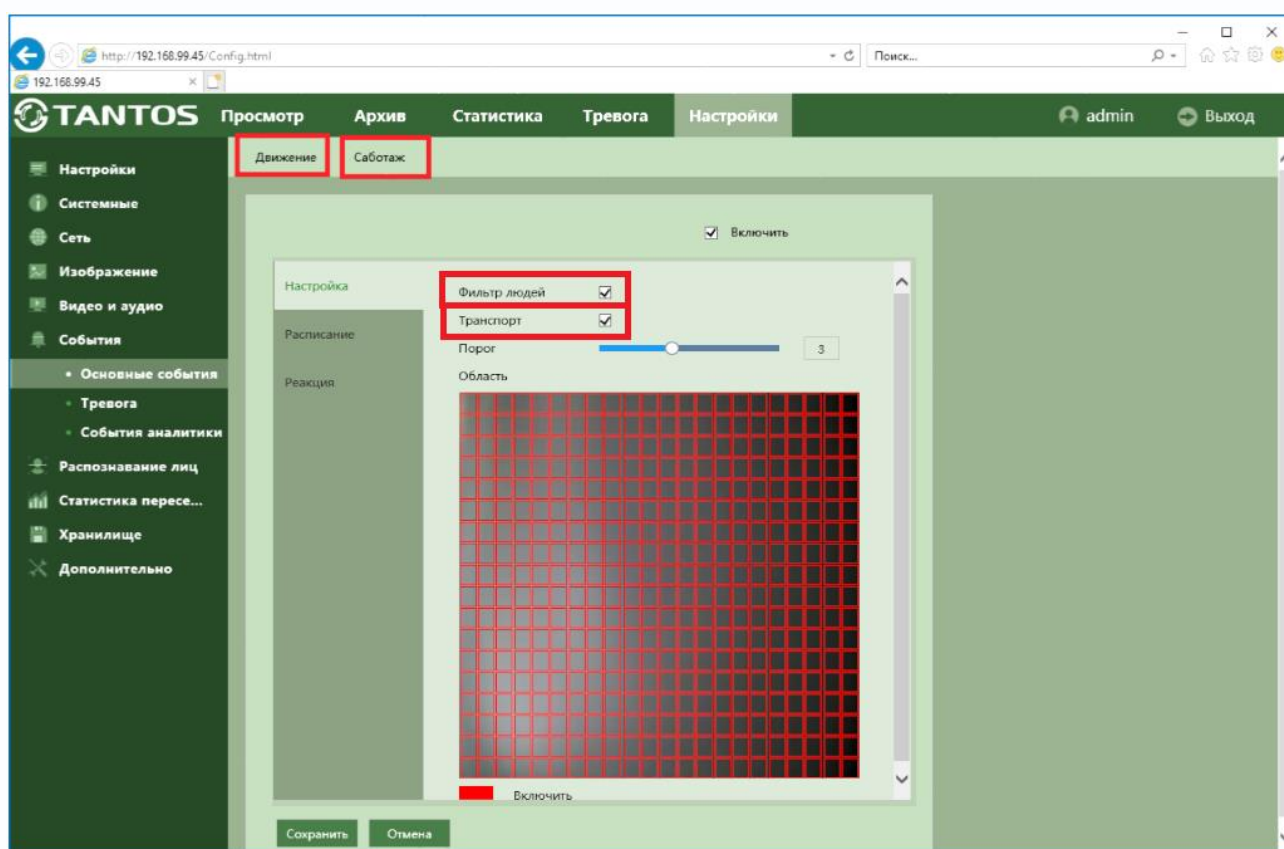 http://192.168.99.45/Config.html
Поиск...
192.168.99.45
TANTOS
Просмотр Архив Статистика Тревога Настройки admin Выход
Движение Саботаж
Настройки
Системные
Сеть
Изображение
Видео и аудио
События
Основные события
Тревога
События аналитики
Распознавание лиц
Статистика пересе...
Хранилище
Дополнительно
Включить
Настройка
Расписание
Реакция
Фильтр людей
Транспорт
Порог 3
Область
Включить
Сохранить Отмена